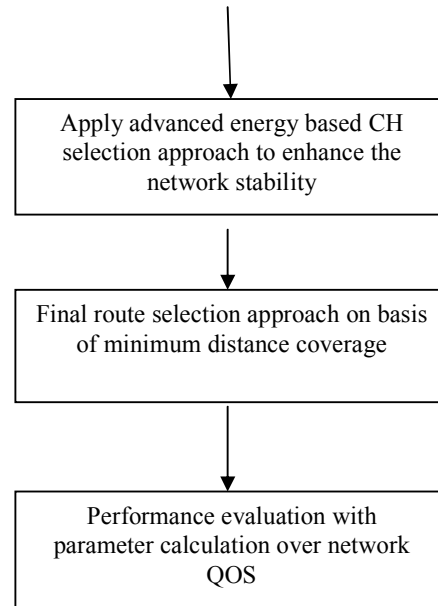 Apply advanced energy based CH
selection approach to enhance the
network stability
Final route selection approach on basis
of minimum distance coverage
Performance evaluation with
parameter calculation over network
QOS